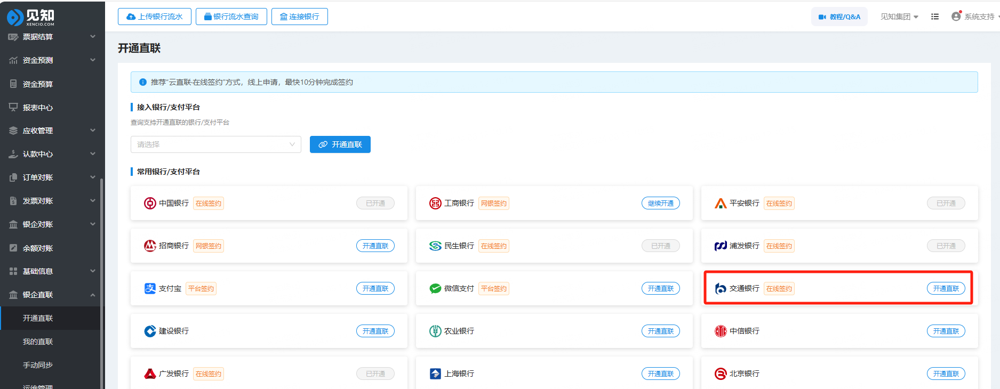 见知
XENCIO.COM
票据结算
资金预测
资金预算
报表中心
应收管理
认款中心
订单对账
发票对账
银企对账
余额对账
基础信息
银企直联
开通直联
我的直联
手动同步
运维管理
上传银行流水
银行流水查询
连接银行
教程/Q&A
见知集团
系统支持
开通直联
推荐“云直联·在线签约”方式，线上申请，最快10分钟完成签约
接入银行/支付平台
查询支持开通直联的银行/支付平台
请选择
开通直联
常用银行/支付平台
中国银行 在线签约 已开通
工商银行 网银签约 继续开通
平安银行 在线签约 已开通
招商银行 网银签约 开通直联
民生银行 在线签约 已开通
浦发银行 在线签约 已开通
支付宝 平台签约 开通直联
微信支付 平台签约 开通直联
交通银行 在线签约 开通直联
建设银行 开通直联
农业银行 开通直联
中信银行 开通直联
广发银行 在线签约 已开通
上海银行 开通直联
北京银行 开通直联